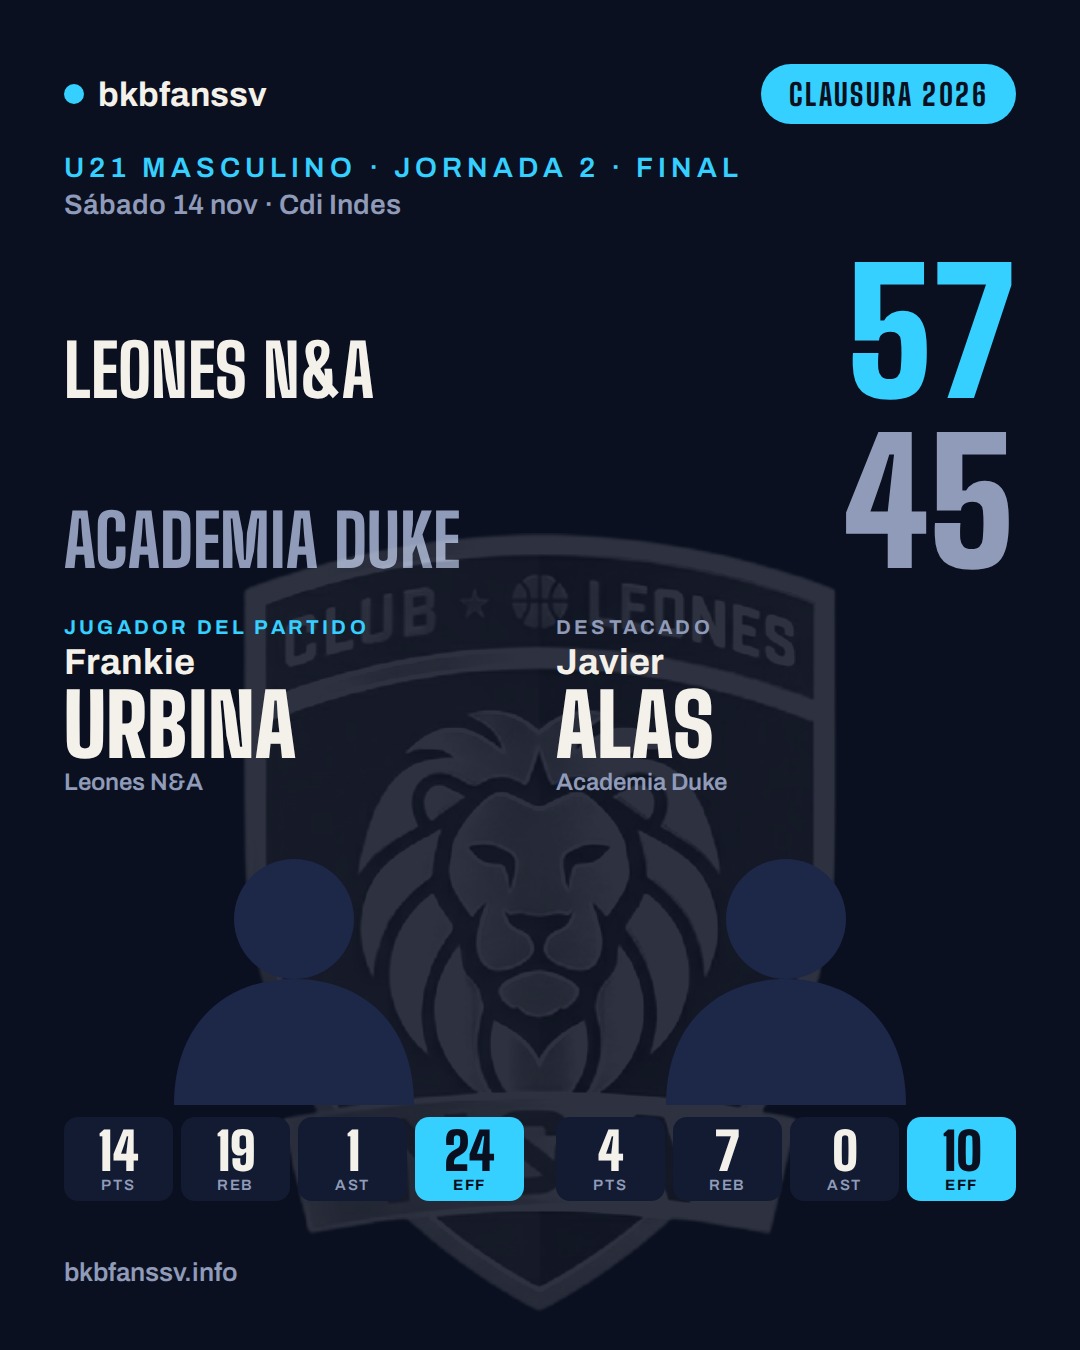 bkbfanssv
CLAUSURA 2026
U21 MASCULINO · JORNADA 2 · FINAL
Sábado 14 nov · Cdi Indes
LEONES N&A 57
ACADEMIA DUKE 45
CLUB LEONES
JUGADOR DEL PARTIDO
Frankie
URBINA
Leones N&A
DESTACADO
Javier
ALAS
Academia Duke
14 PTS
19 REB
1 AST
24 EFF
4 PTS
7 REB
0 AST
10 EFF
bkbfanssv.info